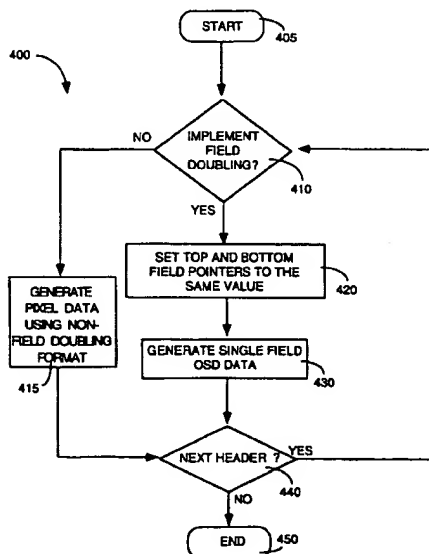 START
405
400
NO
IMPLEMENT
FIELD
DOUBLING?
410
YES
SET TOP AND BOTTOM
FIELD POINTERS TO THE
SAME VALUE
420
GENERATE
PIXEL DATA
USING NON-
FIELD DOUBLING
FORMAT
415
GENERATE SINGLE FIELD
OSD DATA
430
NEXT HEADER ?
YES
440
NO
END
450